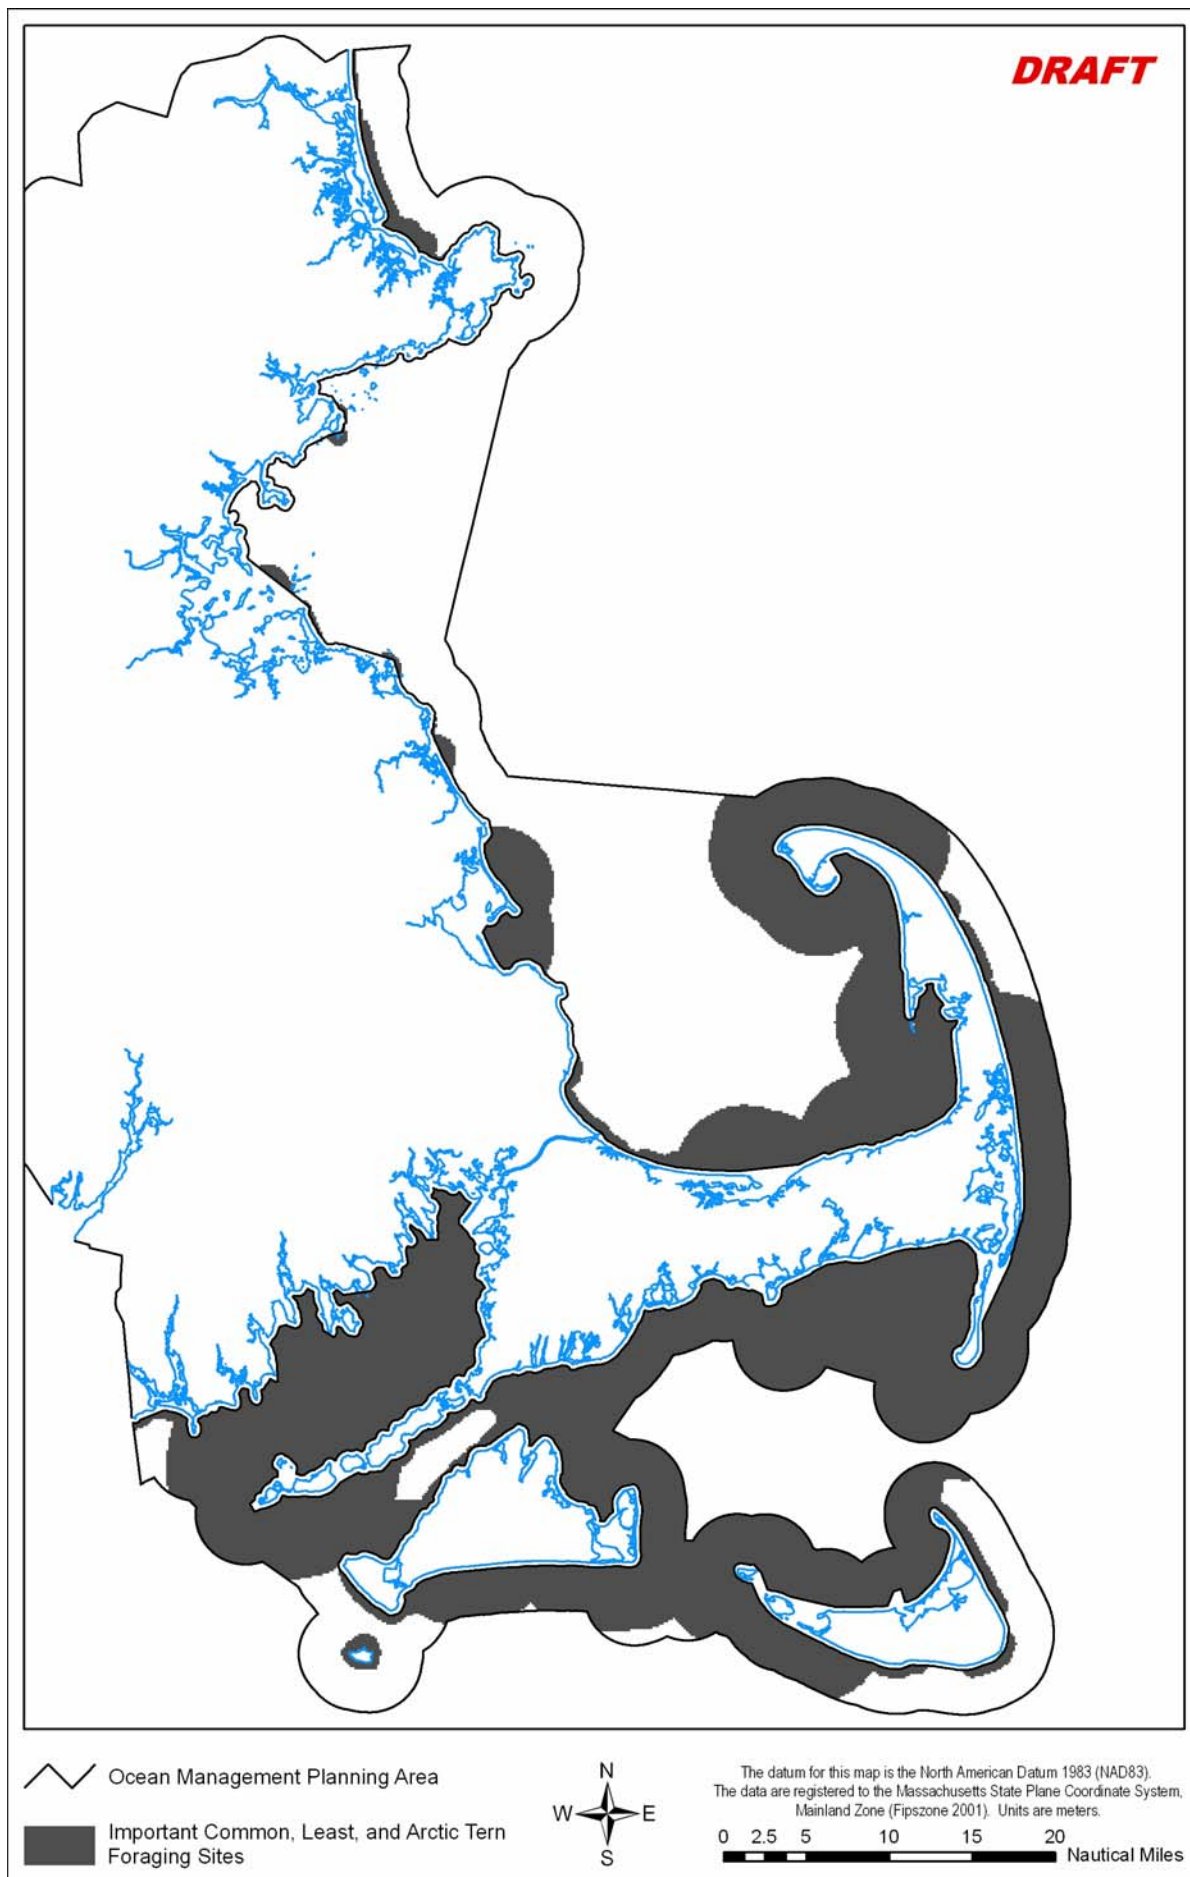 DRAFT
Ocean Management Planning Area
Important Common, Least, and Arctic Tern
Foraging Sites
N
W E
S
The datum for this map is the North American Datum 1983 (NAD83).
The data are registered to the Massachusetts State Plane Coordinate System,
Mainland Zone (Fipszone 2001). Units are meters.
0 2.5 5 10 15 20
Nautical Miles